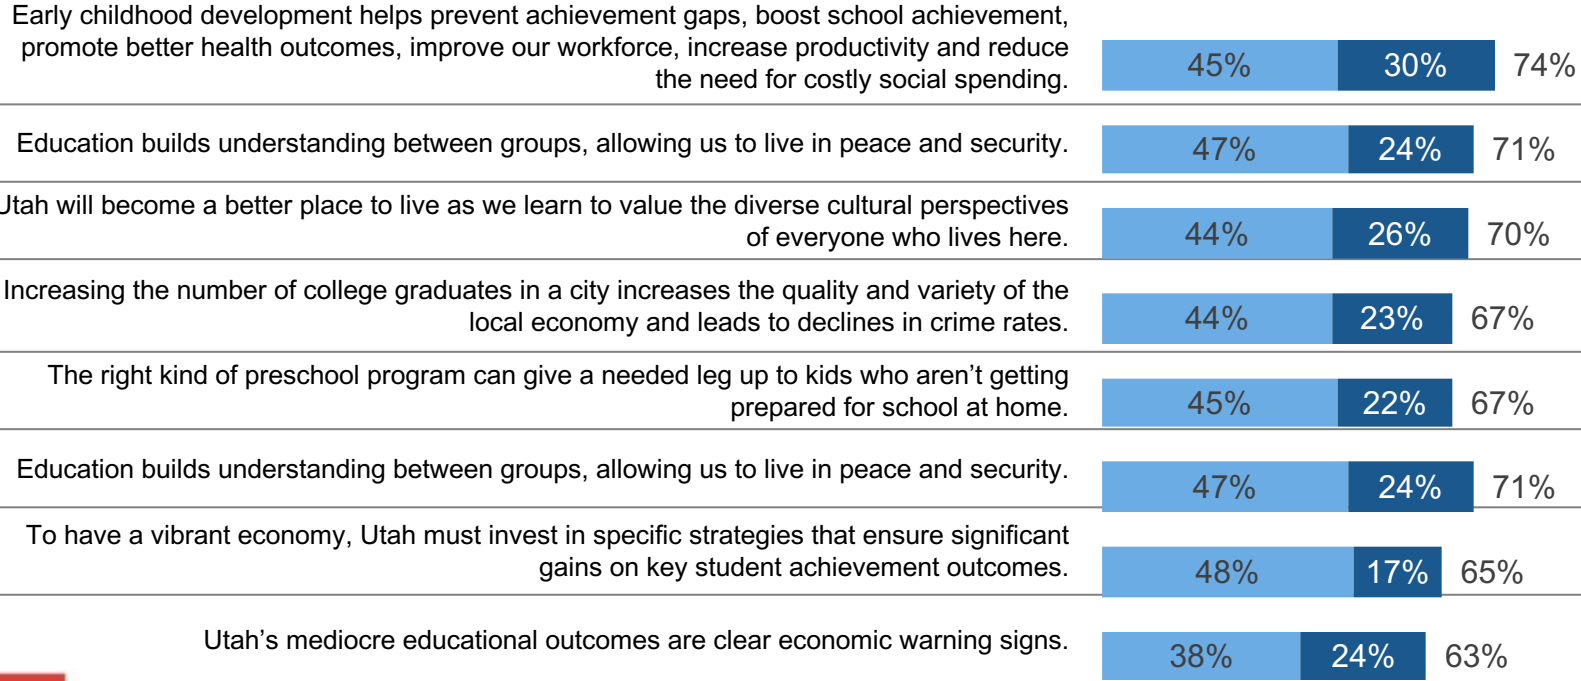 Early childhood development helps prevent achievement gaps, boost school achievement,
promote better health outcomes, improve our workforce, increase productivity and reduce
the need for costly social spending.
45% 30% 74%
Education builds understanding between groups, allowing us to live in peace and security.
47% 24% 71%
Utah will become a better place to live as we learn to value the diverse cultural perspectives
of everyone who lives here.
44% 26% 70%
Increasing the number of college graduates in a city increases the quality and variety of the
local economy and leads to declines in crime rates.
44% 23% 67%
The right kind of preschool program can give a needed leg up to kids who aren’t getting
prepared for school at home.
45% 22% 67%
Education builds understanding between groups, allowing us to live in peace and security.
47% 24% 71%
To have a vibrant economy, Utah must invest in specific strategies that ensure significant
gains on key student achievement outcomes.
48% 17% 65%
Utah’s mediocre educational outcomes are clear economic warning signs.
38% 24% 63%